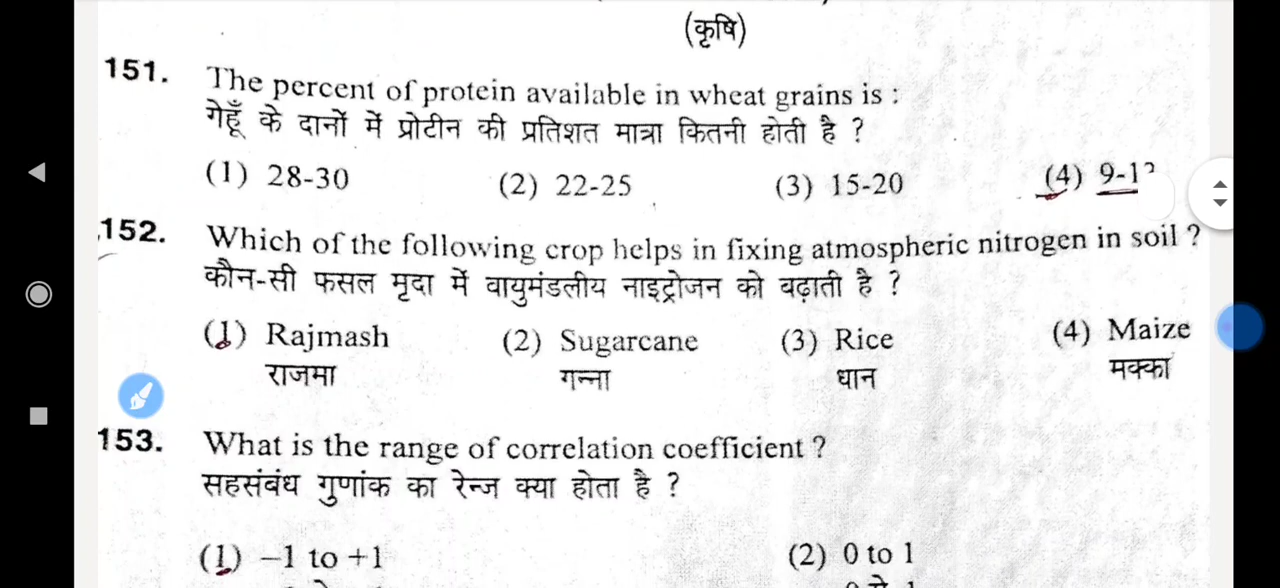 (कृषि)
151. The percent of protein available in wheat grains is :
गेहूँ के दानों में प्रोटीन की प्रतिशत मात्रा कितनी होती है ?
(1) 28-30 (2) 22-25 (3) 15-20 (4)
152. Which of the following crop helps in fixing atmospheric nitrogen in soil ?
कौन-सी फसल मृदा में वायुमंडलीय नाइट्रोजन को बढ़ाती है ?
(1) Rajmash (2) Sugarcane (3) Rice (4) Maize
राजमा गन्ना धान मक्का
153. What is the range of correlation coefficient ?
सहसंबंध गुणांक का रेन्ज क्या होता है ?
(1) –1 to +1 (2) 0 to 1